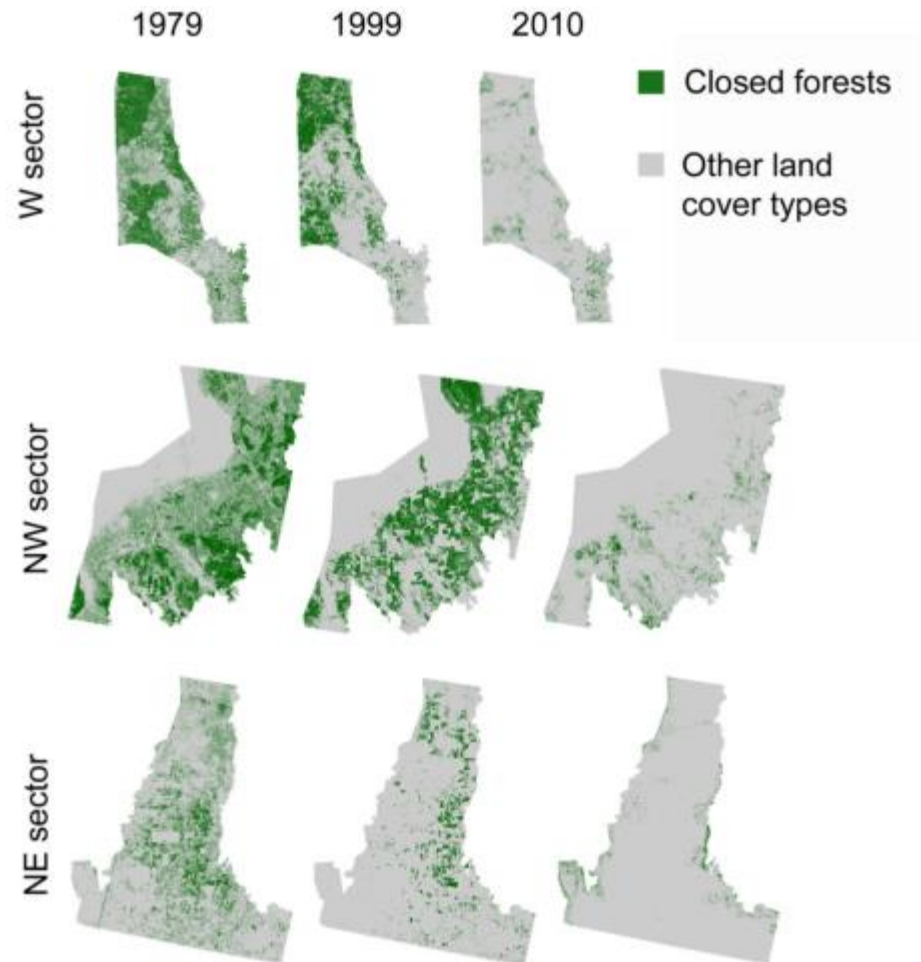 1979 1999 2010
Closed forests
Other land
cover types
W sector
NW sector
NE sector